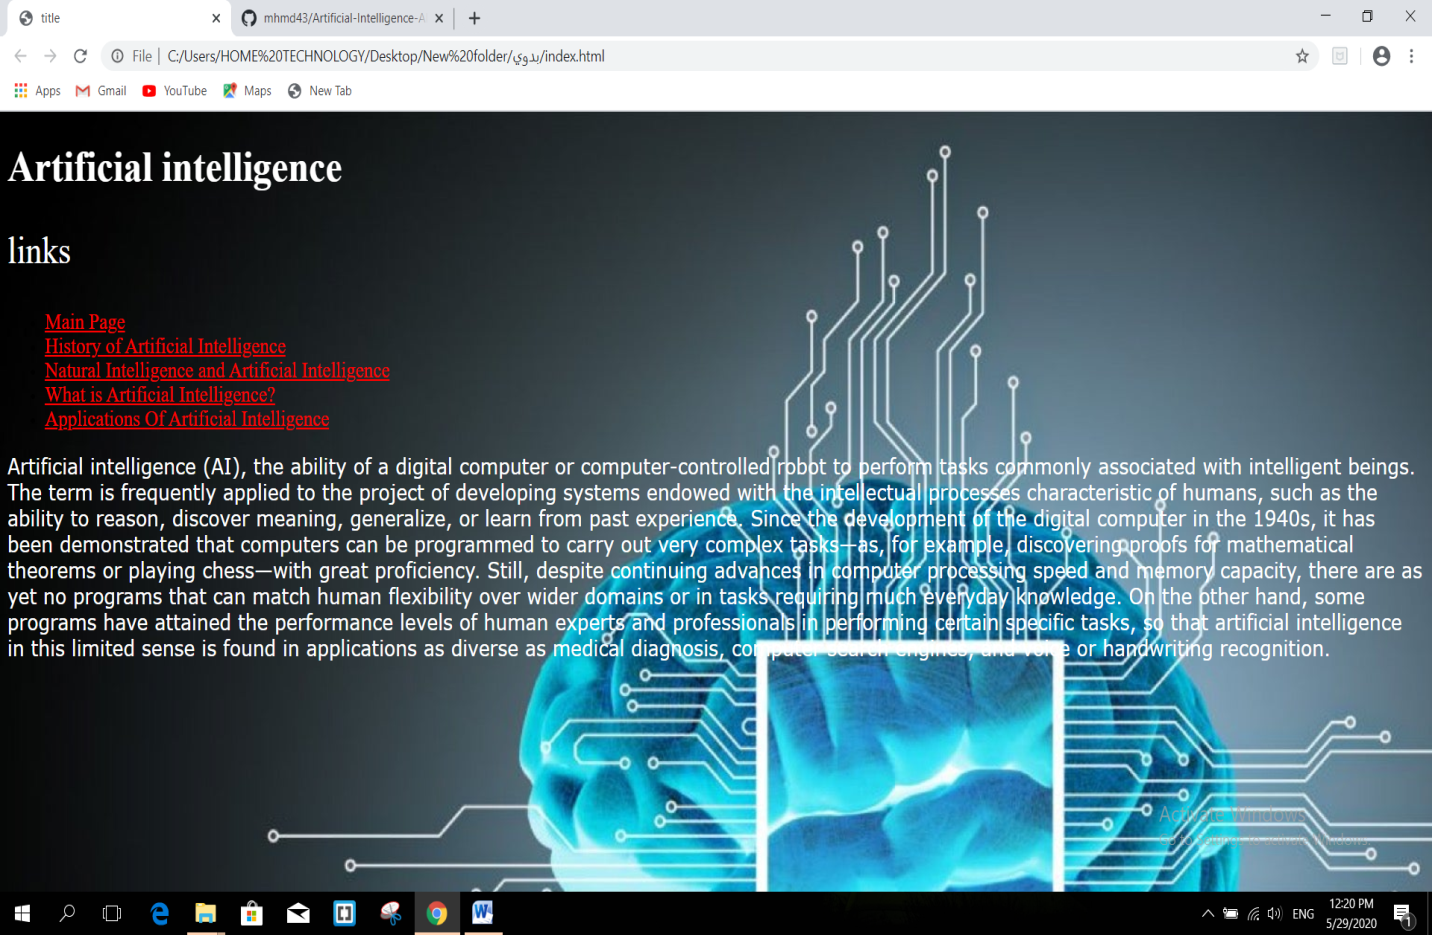 title
mhmd43/Artificial-Intelligence-A
File
C:/Users/HOME%20TECHNOLOGY/Desktop/New%20folder/بدوي/index.html
Apps
Gmail
YouTube
Maps
New Tab
Artificial intelligence
links
Main Page
History of Artificial Intelligence
Natural Intelligence and Artificial Intelligence
What is Artificial Intelligence?
Applications Of Artificial Intelligence
Artificial intelligence (AI), the ability of a digital computer or computer-controlled robot to perform tasks commonly associated with intelligent beings.
The term is frequently applied to the project of developing systems endowed with the intellectual processes characteristic of humans, such as the
ability to reason, discover meaning, generalize, or learn from past experience. Since the development of the digital computer in the 1940s, it has
been demonstrated that computers can be programmed to carry out very complex tasks—as, for example, discovering proofs for mathematical
theorems or playing chess—with great proficiency. Still, despite continuing advances in computer processing speed and memory capacity, there are as
yet no programs that can match human flexibility over wider domains or in tasks requiring much everyday knowledge. On the other hand, some
programs have attained the performance levels of human experts and professionals in performing certain specific tasks, so that artificial intelligence
in this limited sense is found in applications as diverse as medical diagnosis, computer search engines, and voice or handwriting recognition.
Activate Windows
Go to Settings to activate Windows.
ENG
12:20 PM
5/29/2020
1